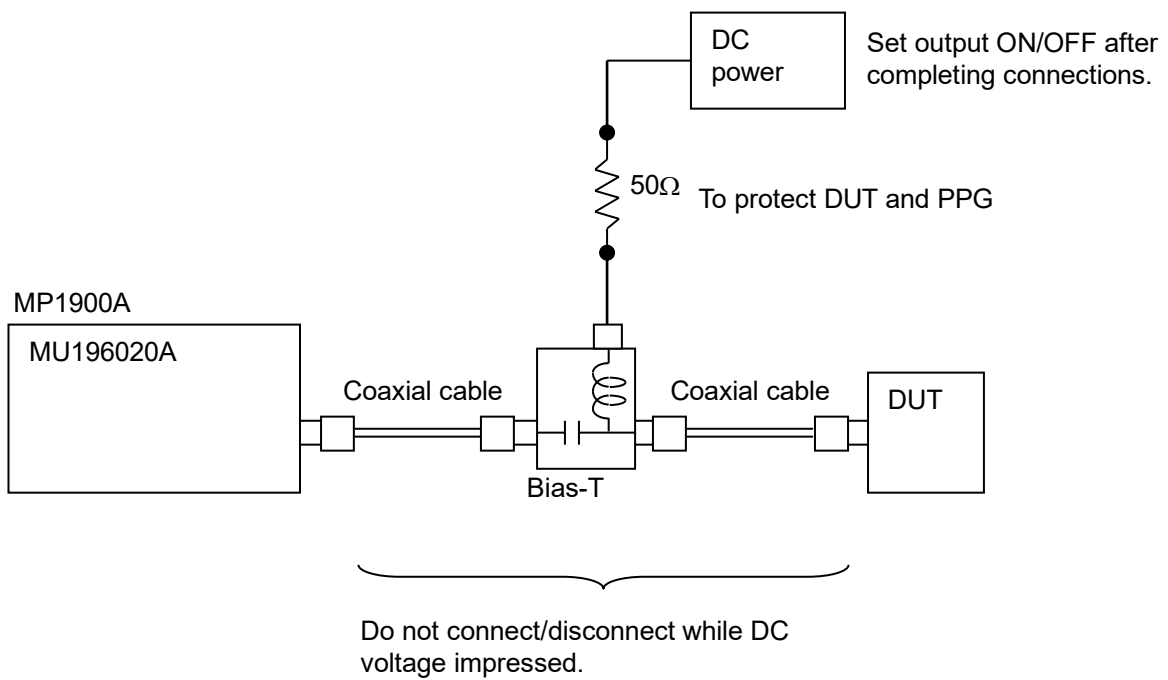 DC
power
Set output ON/OFF after
completing connections.
50Ω
To protect DUT and PPG
MP1900A
MU196020A
Coaxial cable
Coaxial cable
DUT
Bias-T
Do not connect/disconnect while DC
voltage impressed.